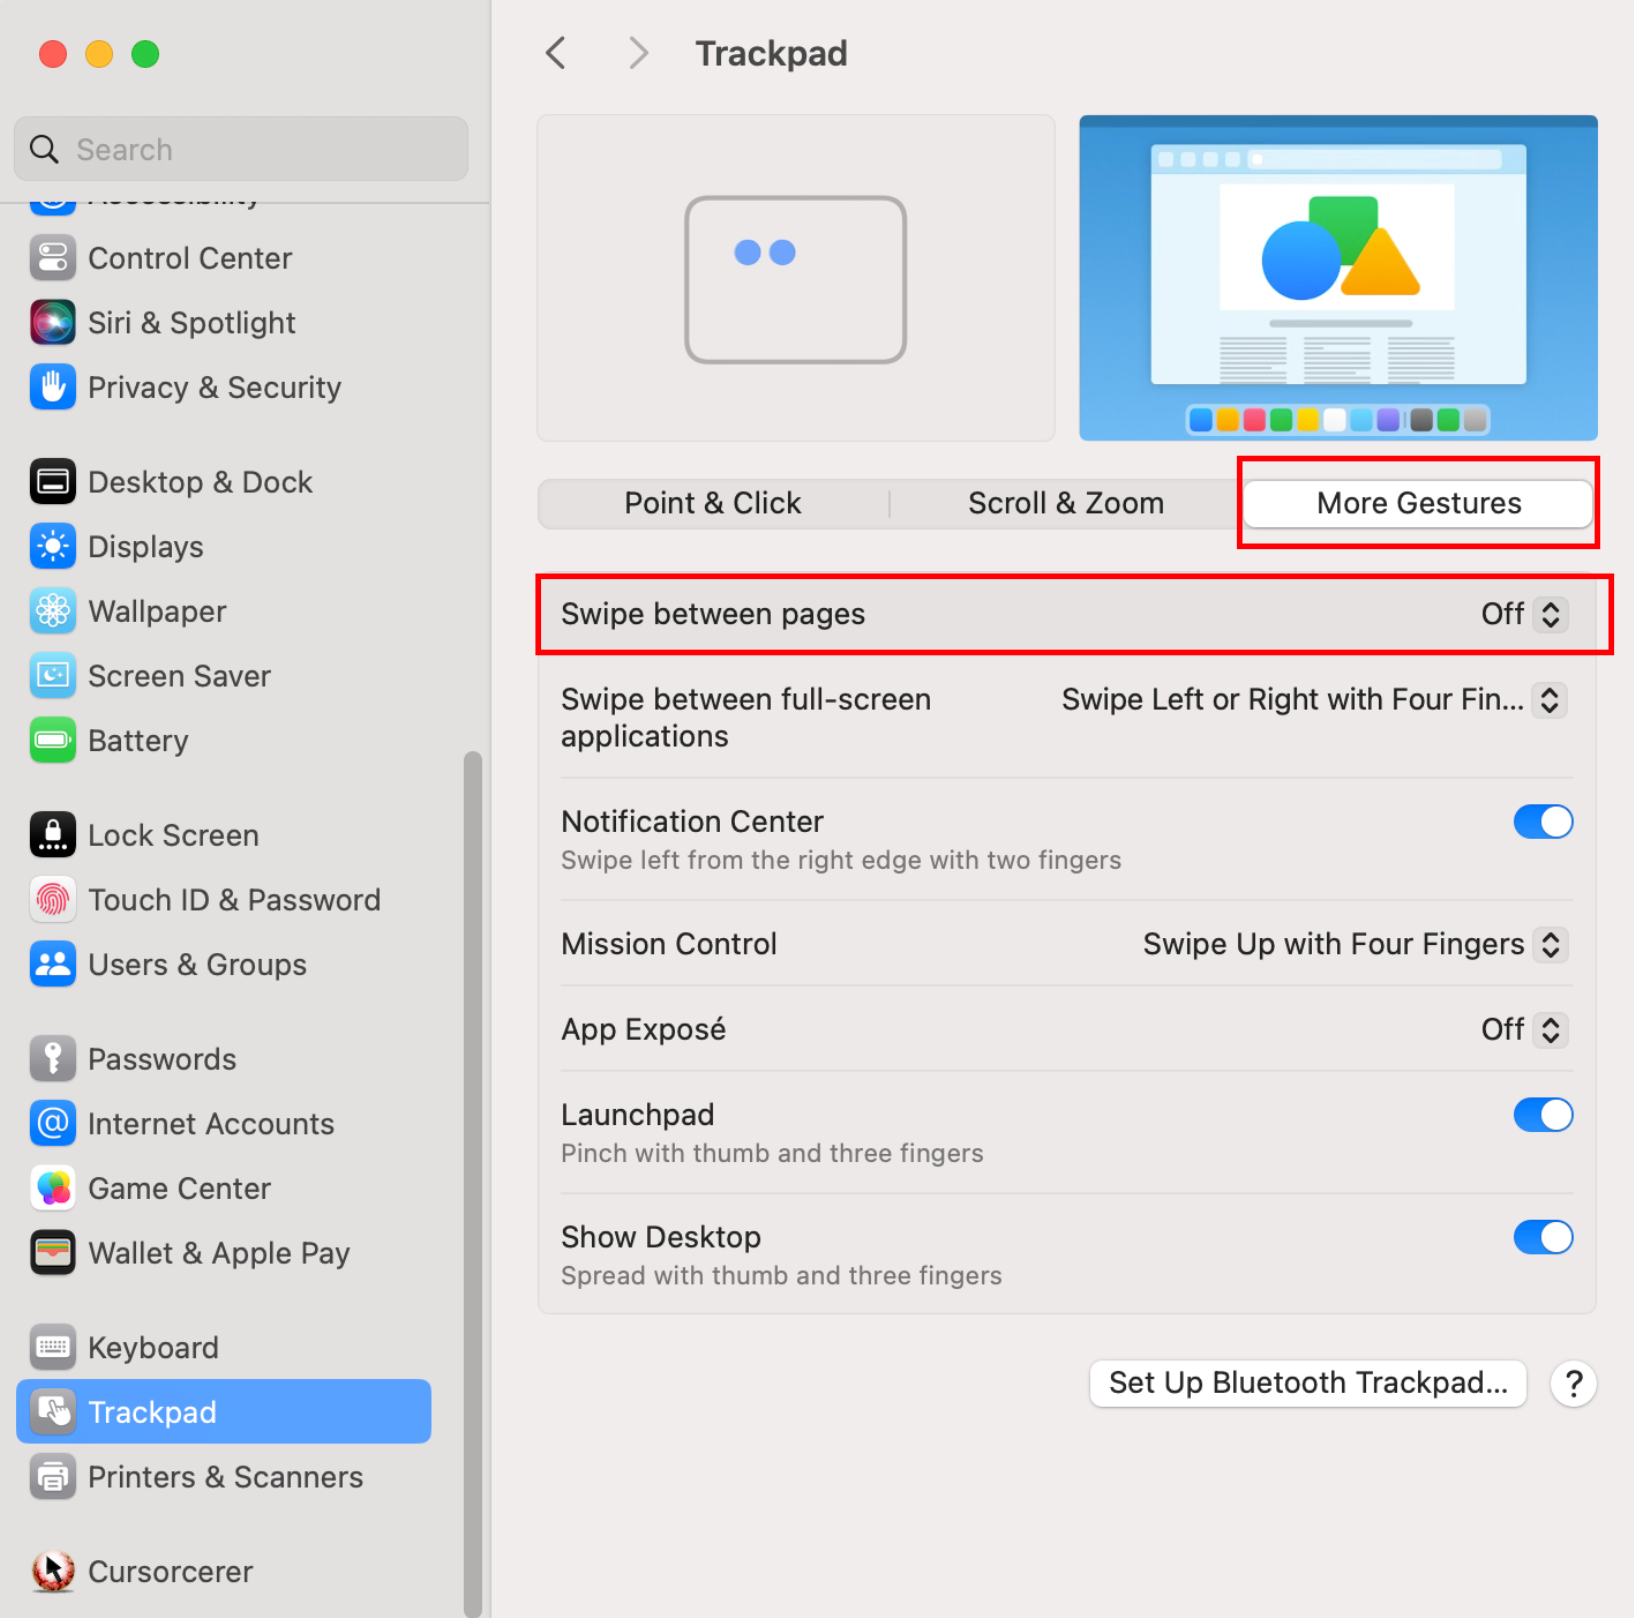 Trackpad
Search
Accessibility
Control Center
Siri & Spotlight
Privacy & Security
Desktop & Dock
Displays
Wallpaper
Screen Saver
Battery
Lock Screen
Touch ID & Password
Users & Groups
Passwords
Internet Accounts
Game Center
Wallet & Apple Pay
Keyboard
Trackpad
Printers & Scanners
Cursorcerer
Point & Click
Scroll & Zoom
More Gestures
Swipe between pages
Off
Swipe between full-screen
applications
Swipe Left or Right with Four Fin...
Notification Center
Swipe left from the right edge with two fingers
Mission Control
Swipe Up with Four Fingers
App Exposé
Off
Launchpad
Pinch with thumb and three fingers
Show Desktop
Spread with thumb and three fingers
Set Up Bluetooth Trackpad...
?